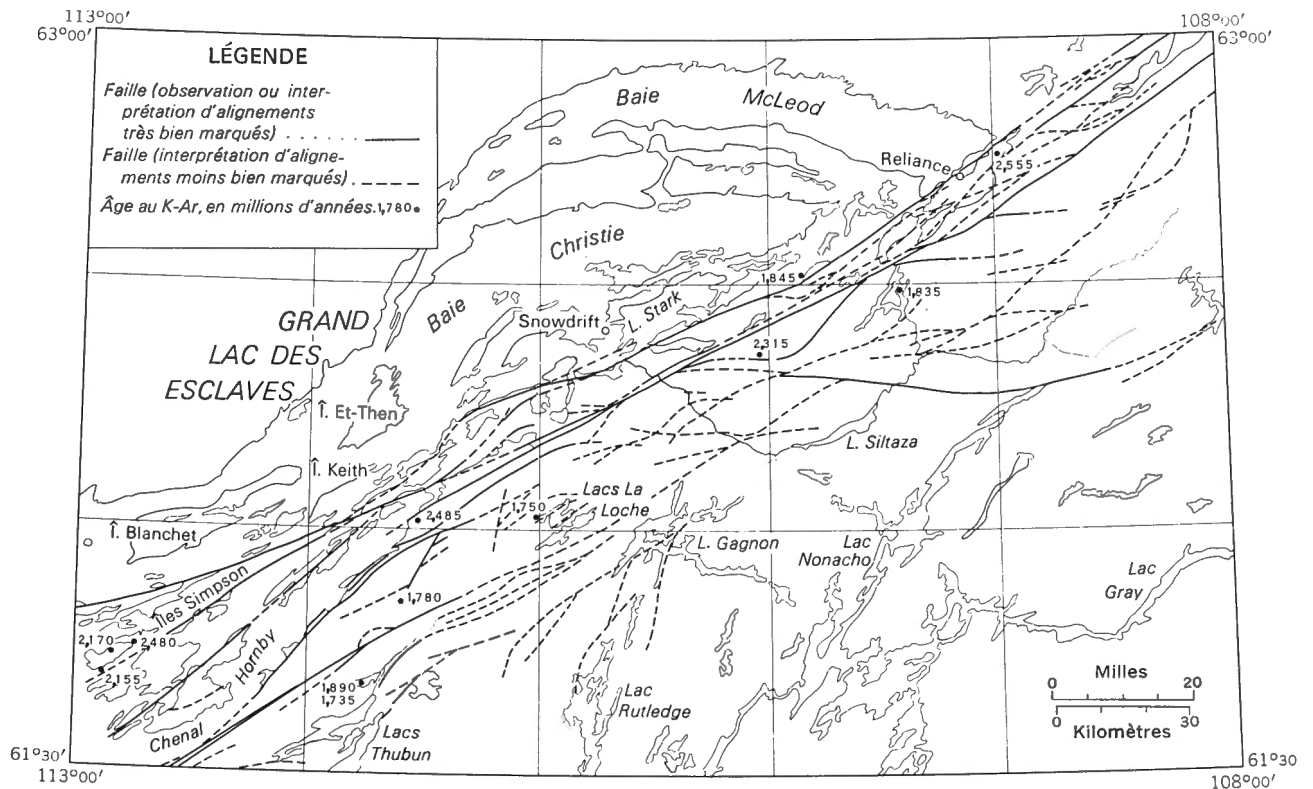 113°00'
63°00'
108°00'
63°00'
LÉGENDE
Faille (observation ou inter-
prétation d'alignements
très bien marqués) . . . . . .
Faille (interprétation d'aligne-
ments moins bien marqués) .
Âge au K-Ar, en millions d'années. 1,780
Baie McLeod
Reliance
2,555
Christie
Baie
1,845
1,835
GRAND
LAC DES
ESCLAVES
Snowdrift
L. Stark
2,315
Î. Et-Then
L. Siltaza
Î. Keith
Lacs La
Loche
1,750
2,485
Î. Blanchet
L. Gagnon
Lac
Nonacho
Lac
Gray
Îles Simpson
1,780
2,170
2,480
2,155
Hornby
Chenal
1,890
1,735
Lacs
Thubun
Lac
Rutledge
Milles
0 20
0 30
Kilomètres
61°30'
113°00'
61°30
108°00'